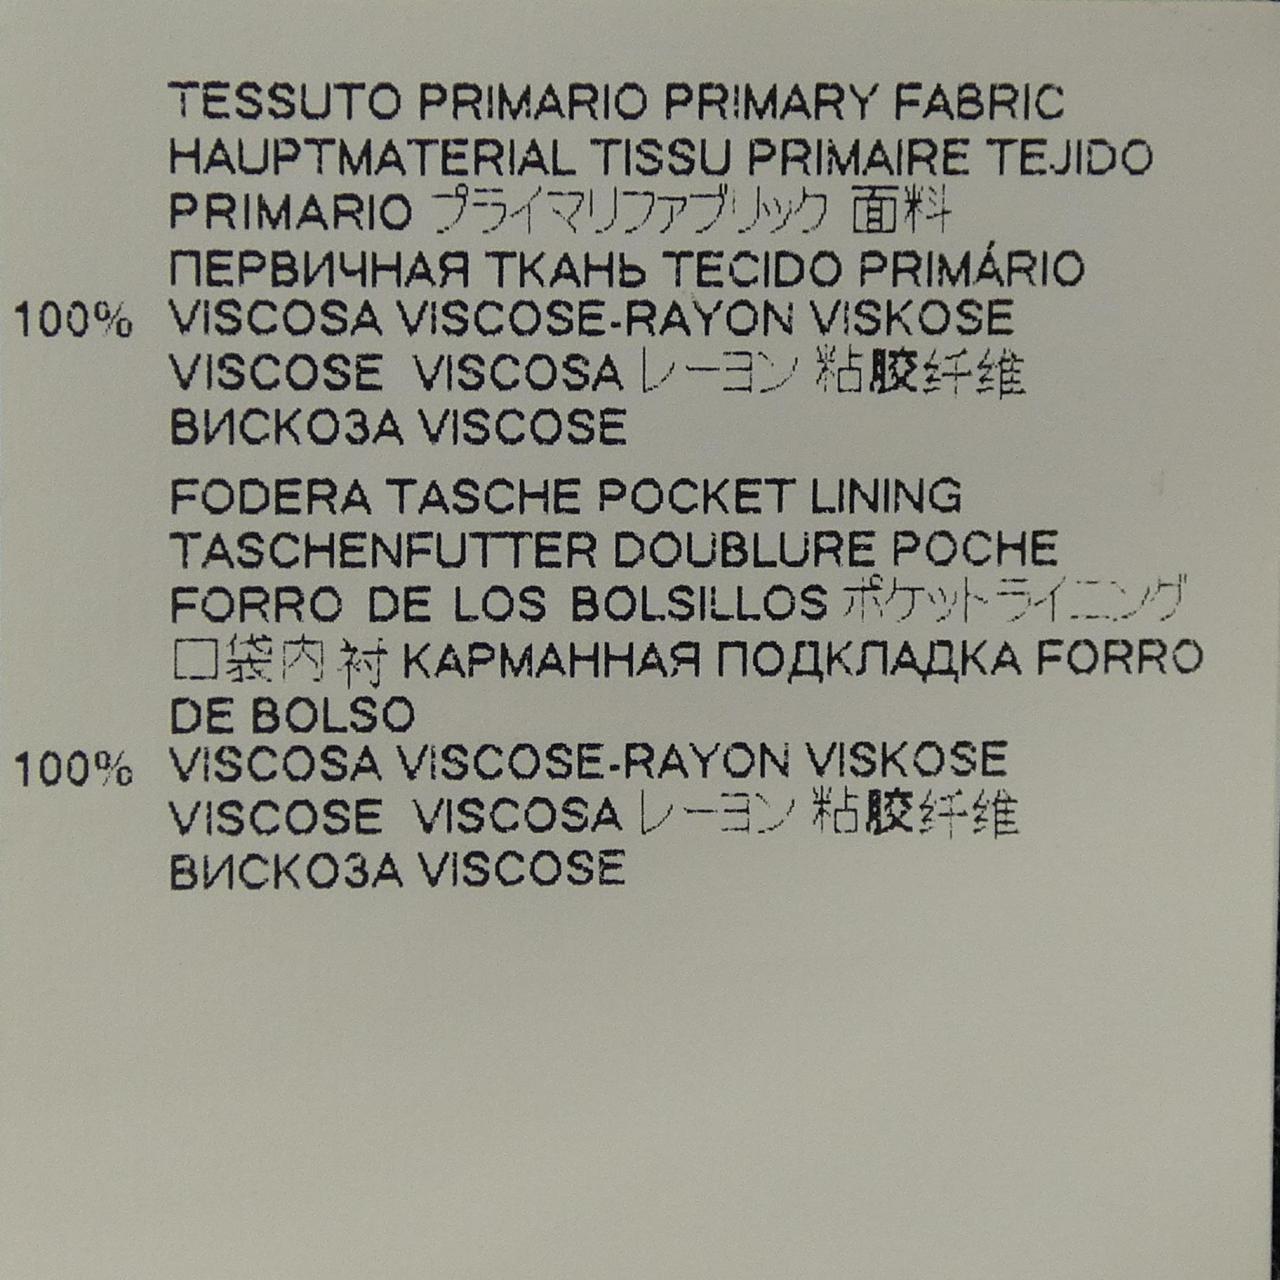 TESSUTO PRIMARIO PRIMARY FABRIC
HAUPTMATERIAL TISSU PRIMAIRE TEJIDO
PRIMARIO プライマリファブリック 面料
ПЕРВИЧНАЯ ТКАНЬ TECIDO PRIMÁRIO
100% VISCOSA VISCOSE-RAYON VISKOSE
VISCOSE VISCOSA レーヨン 粘胶纤维
ВИСКОЗА VISCOSE
FODERA TASCHE POCKET LINING
TASCHENFUTTER DOUBLURE POCHE
FORRO DE LOS BOLSILLOS ポケットライニング
口袋内衬 КАРМАННАЯ ПОДКЛАДКА FORRO
DE BOLSO
100% VISCOSA VISCOSE-RAYON VISKOSE
VISCOSE VISCOSA レーヨン 粘胶纤维
ВИСКОЗА VISCOSE